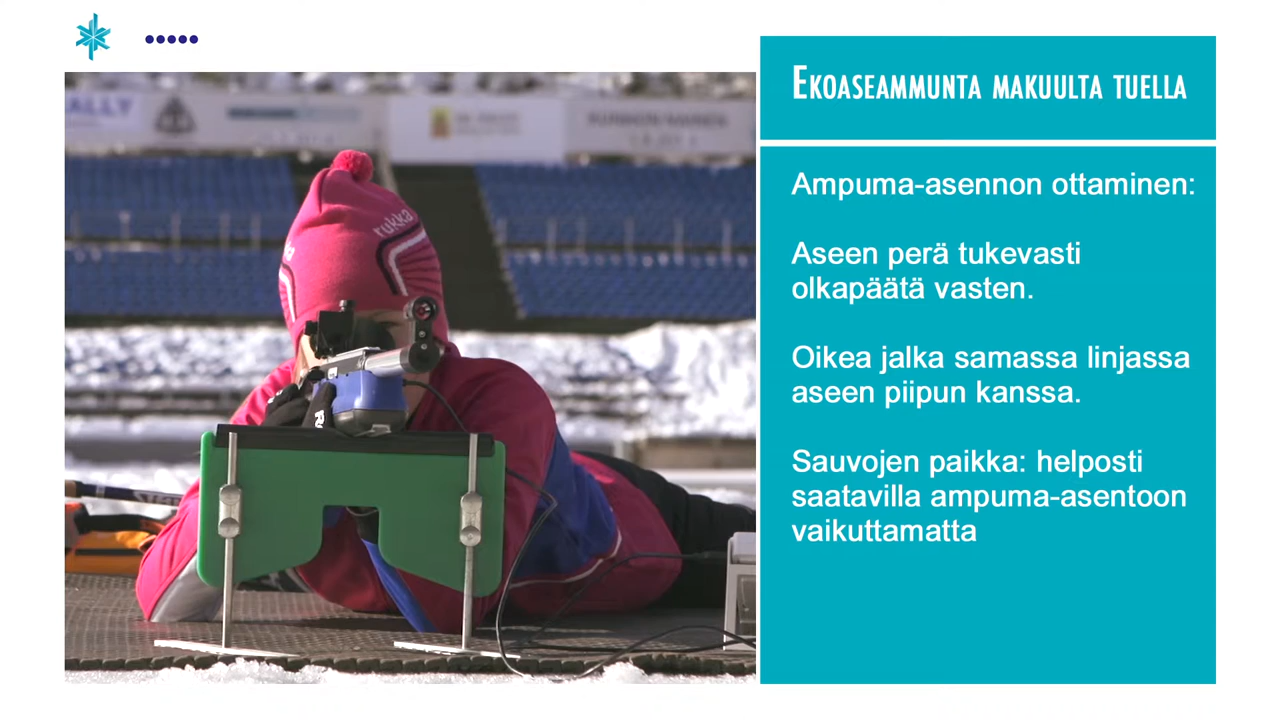 EKOASEAMMUNTA MAKUULTA TUELLA
Ampuma-asennon ottaminen:
Aseen perä tukevasti
olkapäätä vasten.
Oikea jalka samassa linjassa
aseen piipun kanssa.
Sauvojen paikka: helposti
saatavilla ampuma-asentoon
vaikuttamatta
rukka